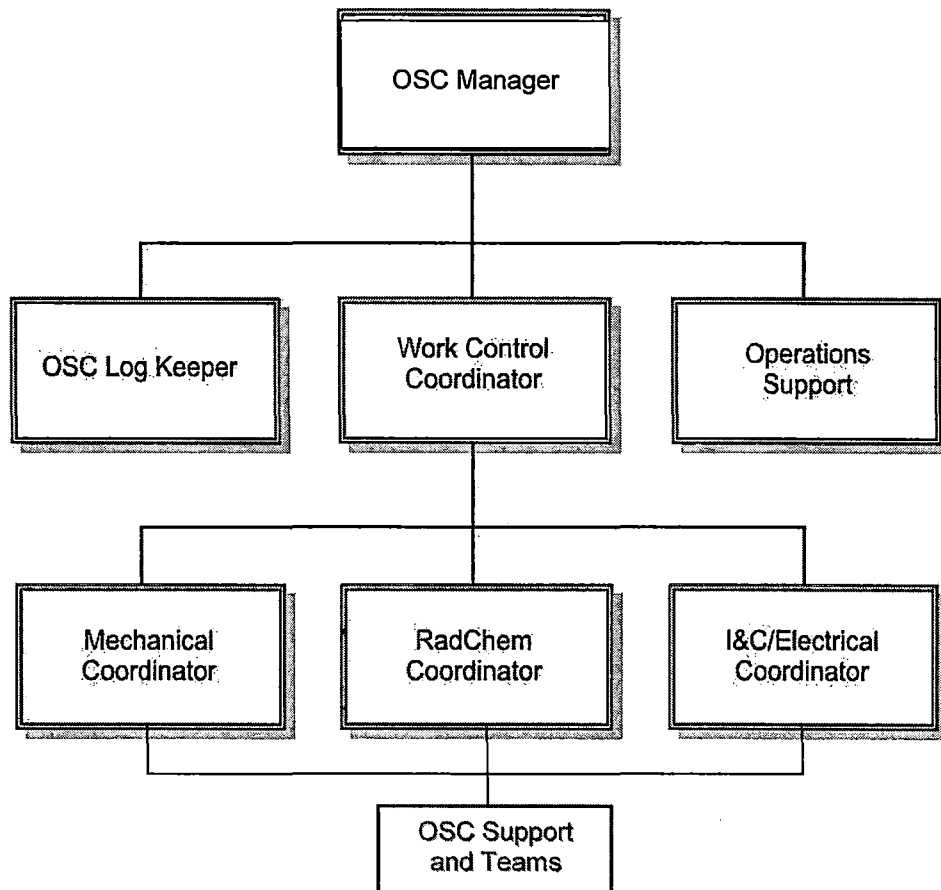 OSC Manager
OSC Log Keeper
Work Control
Coordinator
Operations
Support
Mechanical
Coordinator
RadChem
Coordinator
I&C/Electrical
Coordinator
OSC Support
and Teams